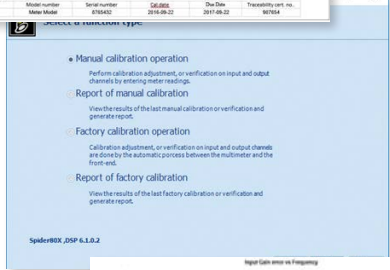 Model number Serial number Cal date Due Date Traceability cert. no.
Meter Model 8765432 2016-09-22 2017-09-22 987654
Select a function type
Manual calibration operation
Perform calibration adjustment, or verification on input and output
channels by entering meter readings.
Report of manual calibration
View the results of the last manual calibration or verification and
generate report.
Factory calibration operation
Calibration adjustment, or verification on input and output channels
are done by the automatic porcess between the multimeter and the
front-end.
Report of factory calibration
View the results of the last factory calibration or verification and
generate report.
Spider80X ,DSP 6.1.0.2
Input Gain error vs Frequency